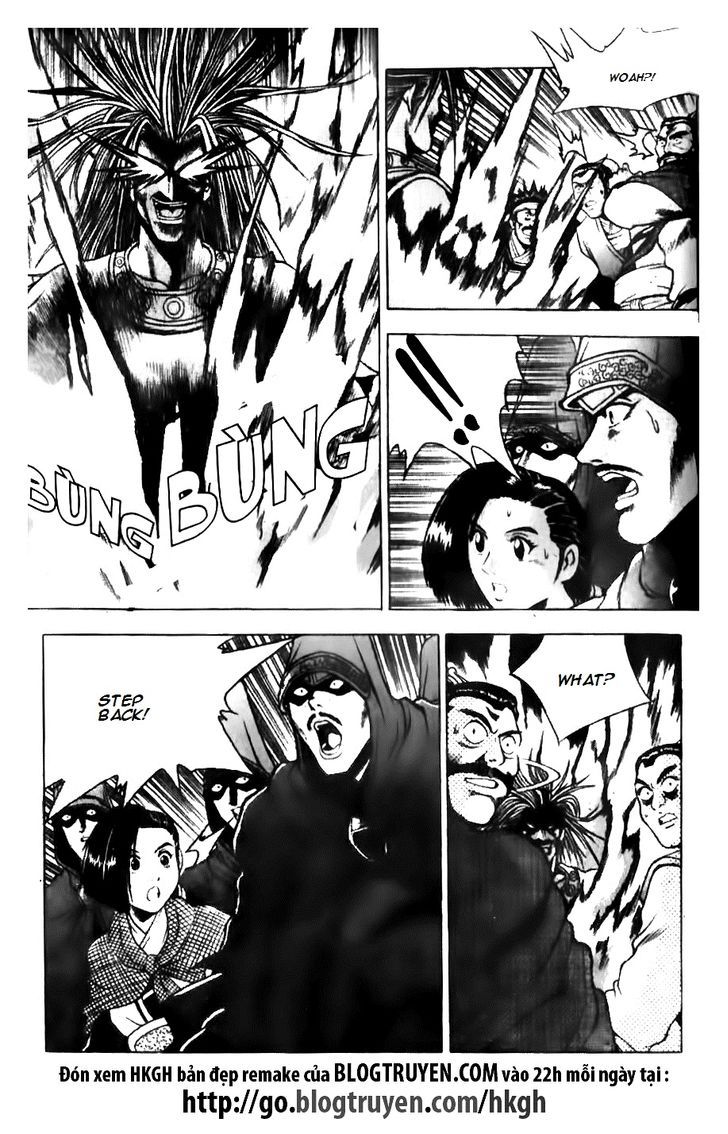 WOAH?!
BÙNG
BÙNG
!!
STEP
BACK!
WHAT?
Đón xem HKGH bản đẹp remake của BLOGTRUYEN.COM vào 22h mỗi ngày tại :
http://go.blogtruyen.com/hkgh